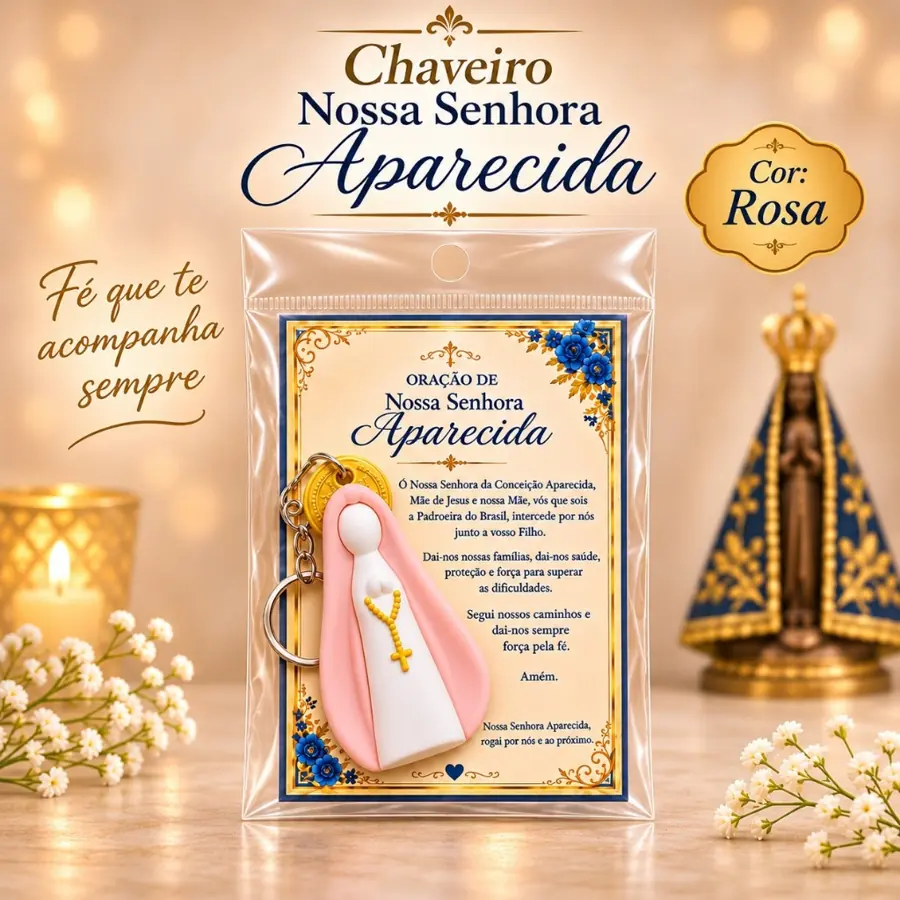 Chaveiro
Nossa Senhora
Aparecida
Cor:
Rosa
Fé que te
acompanha
sempre
ORAÇÃO DE
Nossa Senhora
Aparecida
Ó Nossa Senhora da Conceição Aparecida,
Mãe de Jesus e nossa Mãe, vós que sois
a Padroeira do Brasil, intercede por nós
junto a vosso Filho.
Dai-nos nossas famílias, dai-nos saúde,
proteção e força para superar
as dificuldades.
Segui nossos caminhos e
dai-nos sempre
força pela fé.
Amém.
Nossa Senhora Aparecida,
rogai por nós e ao próximo.